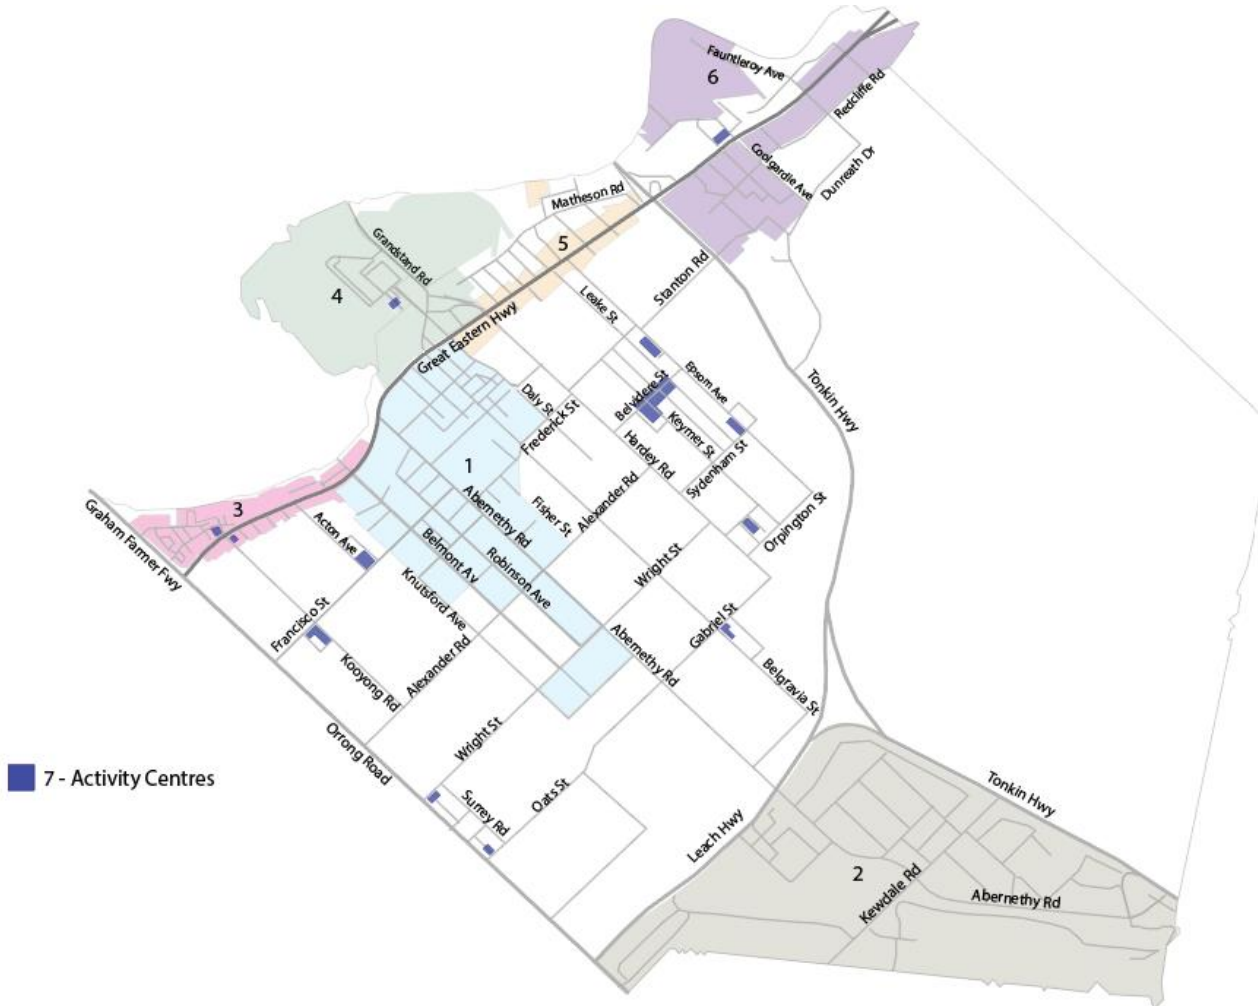 Fauntleroy Ave
6
Redcliffe Rd
Coolgardie Ave
Dunreath Dr
Matheson Rd
5
Grandstand Rd
4
Stanton Rd
Leake St
Great Eastern Hwy
Epsom Ave
Tonkin Hwy
Belvidere St
Daly St
Frederick St
Keymer St
Hardey Rd
Sydenham St
1
Alexander Rd
Abernethy Rd
Fisher St
Orpington St
3
Graham Farmer Fwy
Acton Ave
Belmont Av
Robinson Ave
Wright St
Knutsford Ave
Francisco St
Gabriel St
Abernethy Rd
Kooyong Rd
Alexander Rd
Belgravia St
Wright St
Orrong Road
7 - Activity Centres
Surrey Rd
Oats St
Tonkin Hwy
Leach Hwy
2
Kewdale Rd
Abernethy Rd